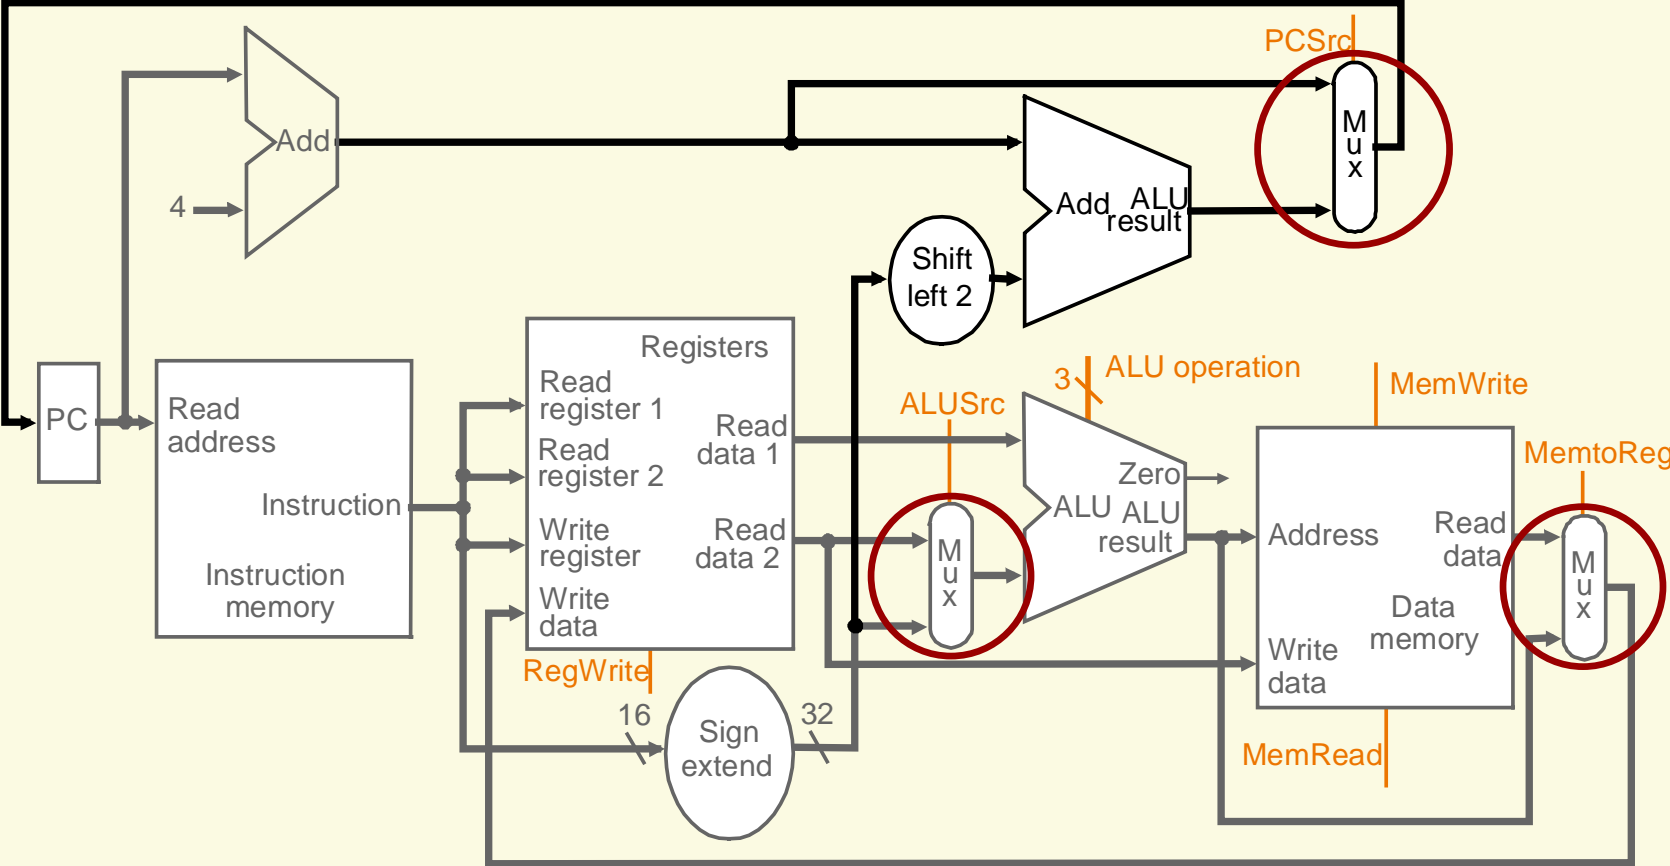 PCSrc
M
u
x
Add
4
Add
ALU
result
Shift
left 2
PC
Read
address
Instruction
Instruction
memory
Registers
Read
register 1
Read
register 2
Write
register
Write
data
Read
data 1
Read
data 2
RegWrite
16
Sign
extend
32
ALUSrc
M
u
x
3
ALU operation
Zero
ALU
ALU
result
MemWrite
Address
Read
data
Data
memory
Write
data
MemRead
MemtoReg
M
u
x